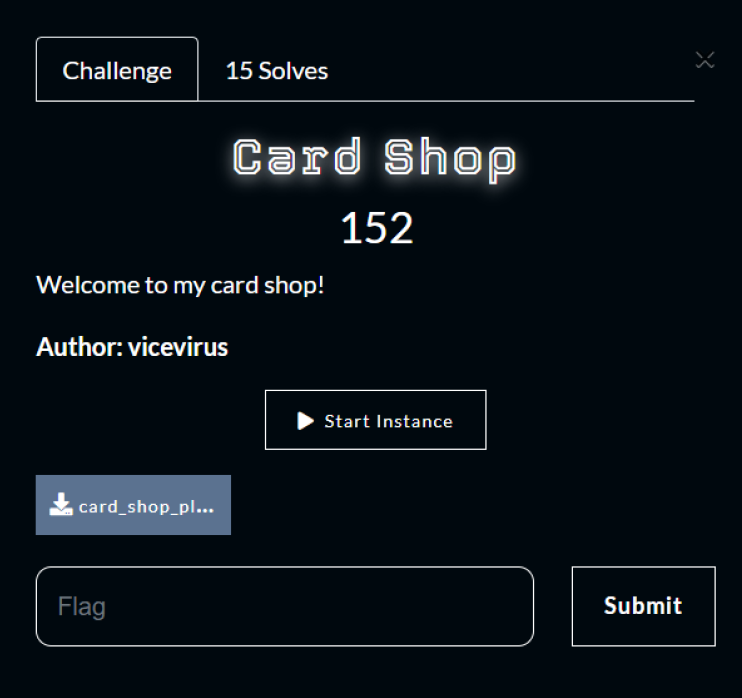 Challenge
15 Solves
Card Shop
152
Welcome to my card shop!
Author: vicevirus
Start Instance
card_shop_pl...
Flag
Submit